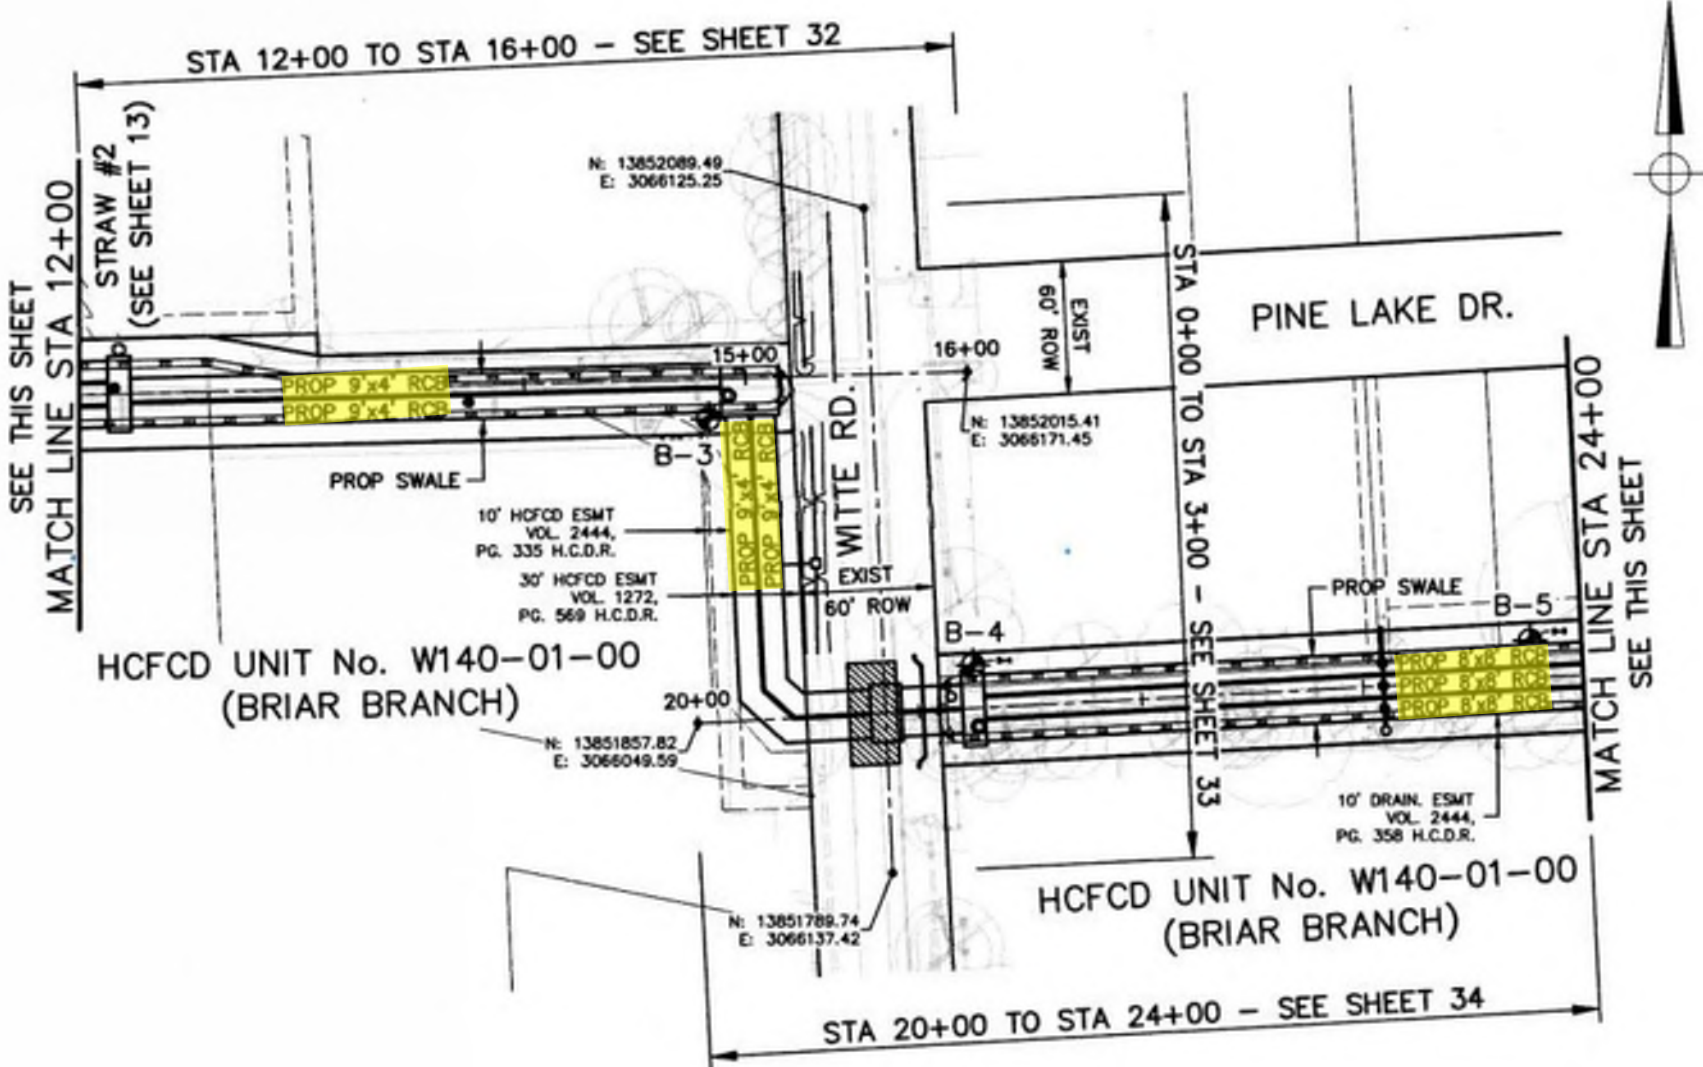 STA 12+00 TO STA 16+00 - SEE SHEET 32
SEE THIS SHEET
MATCH LINE STA 12+00
STRAW #2
(SEE SHEET 13)
N: 13852089.49
E: 3066125.25
STA 0+00 TO STA 3+00 - SEE SHEET 33
EXIST
60' ROW
PINE LAKE DR.
15+00
16+00
PROP 9'x4' RCB
PROP 9'x4' RCB
N: 13852015.41
E: 3066171.45
WITTE RD.
B-3
PROP SWALE
PROP 9'x4' RCB
PROP 9'x4' RCB
10' HCFCD ESMT
VOL. 2444,
PG. 335 H.C.D.R.
30' HCFCD ESMT
VOL. 1272,
PG. 569 H.C.D.R.
EXIST
60' ROW
PROP SWALE
B-4
B-5
MATCH LINE STA 24+00
SEE THIS SHEET
HCFCD UNIT No. W140-01-00
(BRIAR BRANCH)
PROP 8'x8' RCB
PROP 8'x8' RCB
PROP 8'x8' RCB
20+00
N: 13851857.82
E: 3066049.59
10' DRAIN. ESMT
VOL. 2444,
PG. 358 H.C.D.R.
HCFCD UNIT No. W140-01-00
(BRIAR BRANCH)
N: 13851789.74
E: 3066137.42
STA 20+00 TO STA 24+00 - SEE SHEET 34